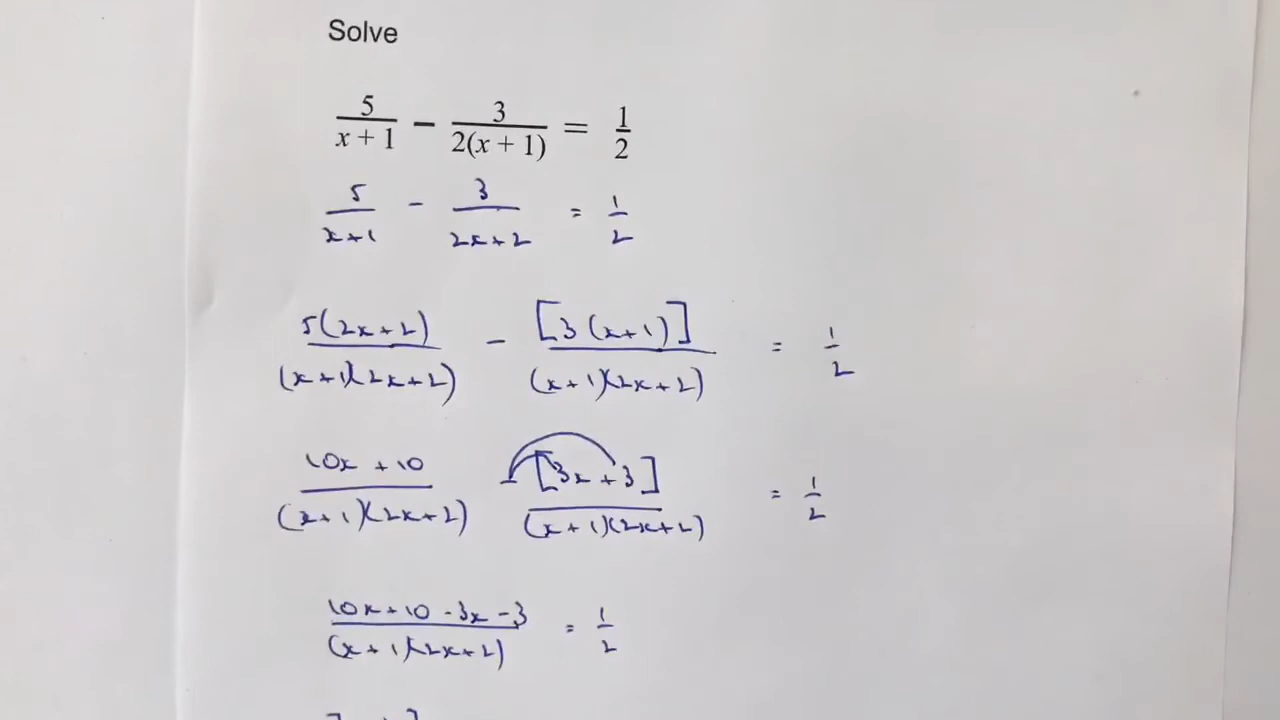 Solve
5/(x + 1) − 3/(2(x + 1)) = 1/2
5/(x+1) - 3/(2x+2) = 1/2
5(2x+2)/((x+1)(2x+2)) - [3(x+1)]/((x+1)(2x+2)) = 1/2
(10x+10)/((x+1)(2x+2)) - [3x+3]/((x+1)(2x+2)) = 1/2
(10x+10-3x-3)/((x+1)(2x+2)) = 1/2